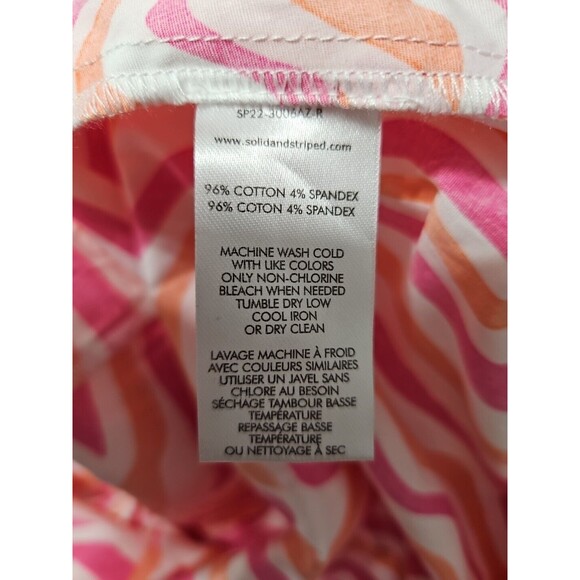 SP22-3006AZ-R
www.solidandstriped.com
96% COTTON 4% SPANDEX
96% COTON 4% SPANDEX
MACHINE WASH COLD
WITH LIKE COLORS
ONLY NON-CHLORINE
BLEACH WHEN NEEDED
TUMBLE DRY LOW
COOL IRON
OR DRY CLEAN
LAVAGE MACHINE À FROID
AVEC COULEURS SIMILAIRES
UTILISER UN JAVEL SANS
CHLORE AU BESOIN
SÉCHAGE TAMBOUR BASSE
TEMPÉRATURE
REPASSAGE BASSE
TEMPÉRATURE
OU NETTOYAGE À SEC